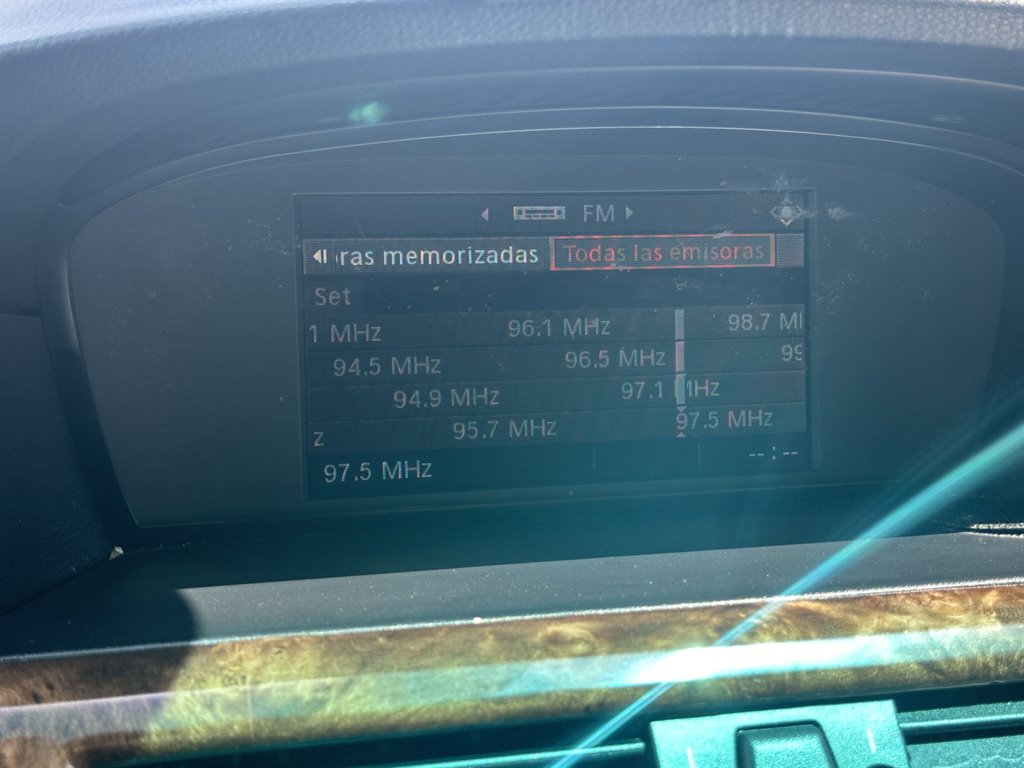 FM
ras memorizadas Todas las emisoras
Set
1 MHz 96.1 MHz 98.7 M
94.5 MHz 96.5 MHz 99
94.9 MHz 97.1 MHz
z 95.7 MHz 97.5 MHz
97.5 MHz --:--